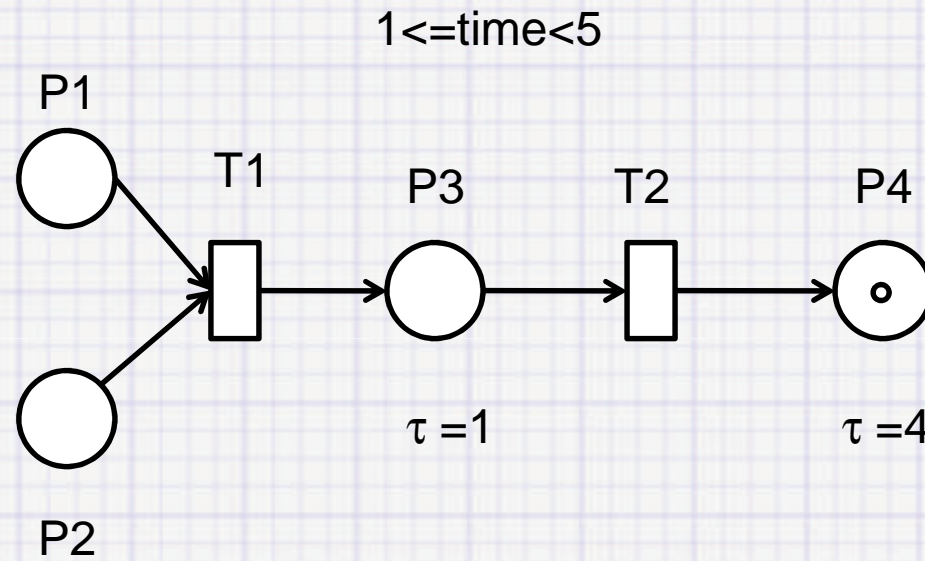 1<=time<5
P1
T1
P3
T2
P4
τ =1
τ =4
P2